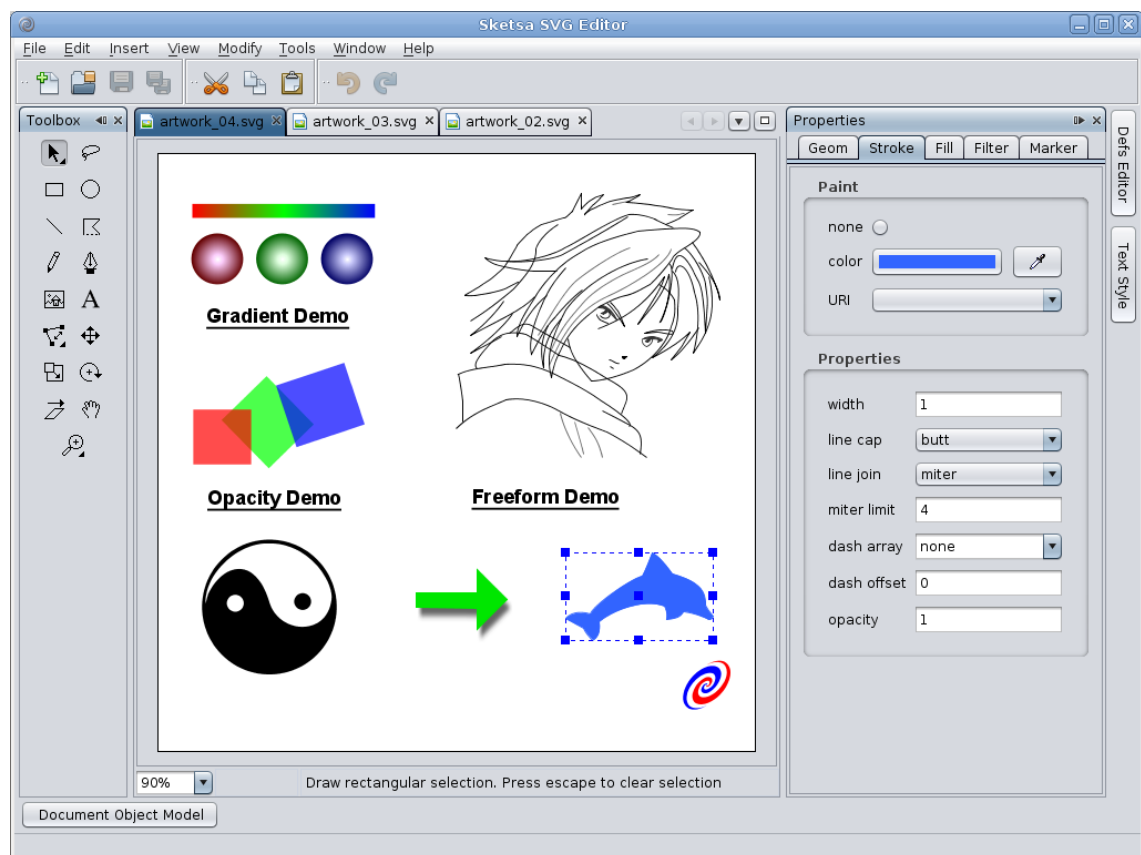 Sketsa SVG Editor
File Edit Insert View Modify Tools Window Help
Toolbox
artwork_04.svg artwork_03.svg artwork_02.svg
Properties
Geom Stroke Fill Filter Marker
Defs Editor
Text Style
Paint
none
color
URI
Properties
width 1
line cap butt
line join miter
miter limit 4
dash array none
dash offset 0
opacity 1
A
Gradient Demo
Opacity Demo
Freeform Demo
90% Draw rectangular selection. Press escape to clear selection
Document Object Model